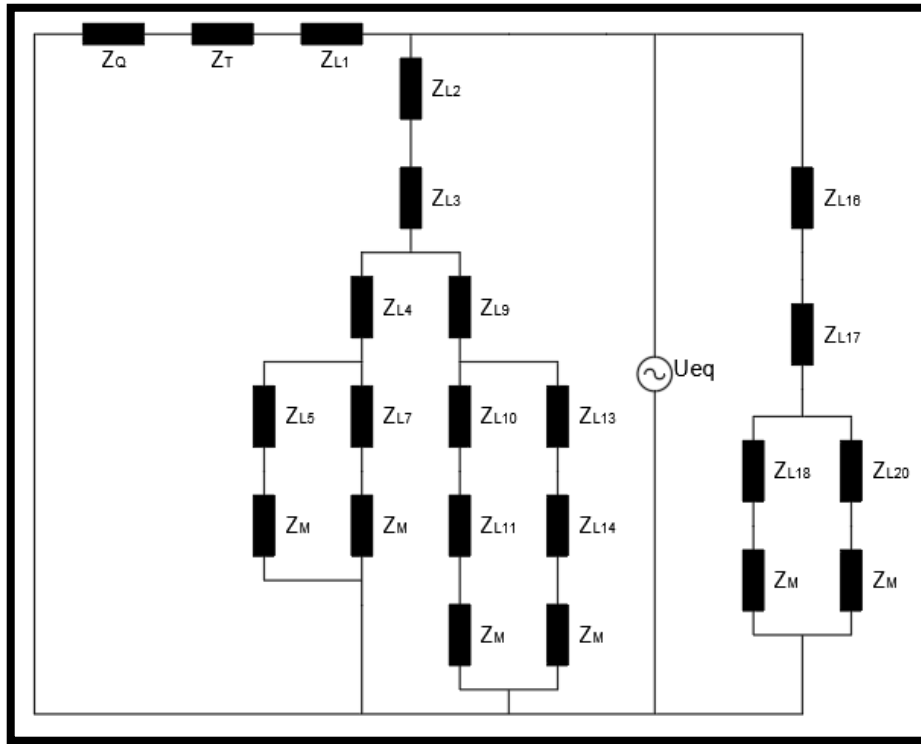 ZQ ZT ZL1
ZL2
ZL3
ZL4 ZL9
ZL5 ZL7 ZL10 ZL13
ZM ZM ZL11 ZL14
ZM ZM
Ueq
ZL16
ZL17
ZL18 ZL20
ZM ZM